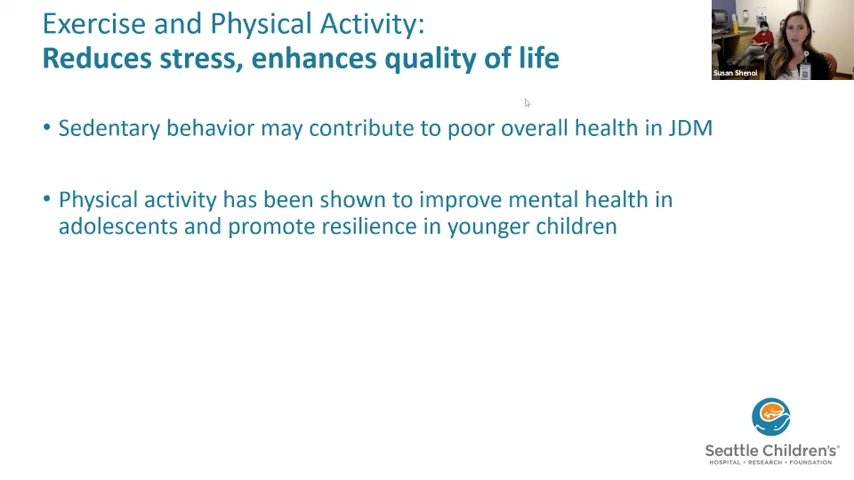 Exercise and Physical Activity:
Reduces stress, enhances quality of life
Susan Shenoi
• Sedentary behavior may contribute to poor overall health in JDM
• Physical activity has been shown to improve mental health in
adolescents and promote resilience in younger children
Seattle Children's®
HOSPITAL • RESEARCH • FOUNDATION